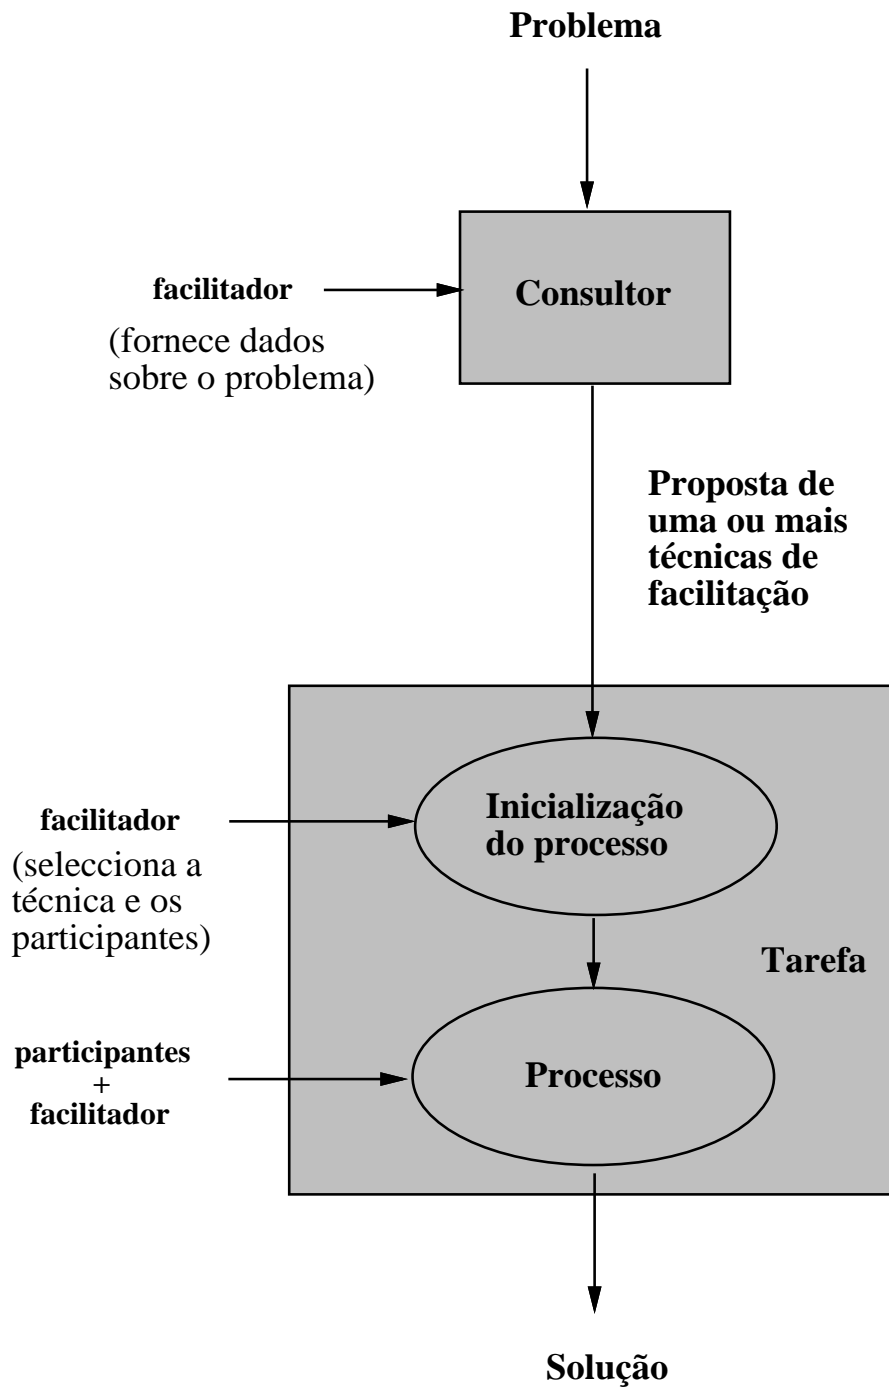 Problema
facilitador
(fornece dados
sobre o problema)
Consultor
Proposta de
uma ou mais
técnicas de
facilitação
facilitador
(selecciona a
técnica e os
participantes)
Inicialização
do processo
Tarefa
participantes
+
facilitador
Processo
Solução